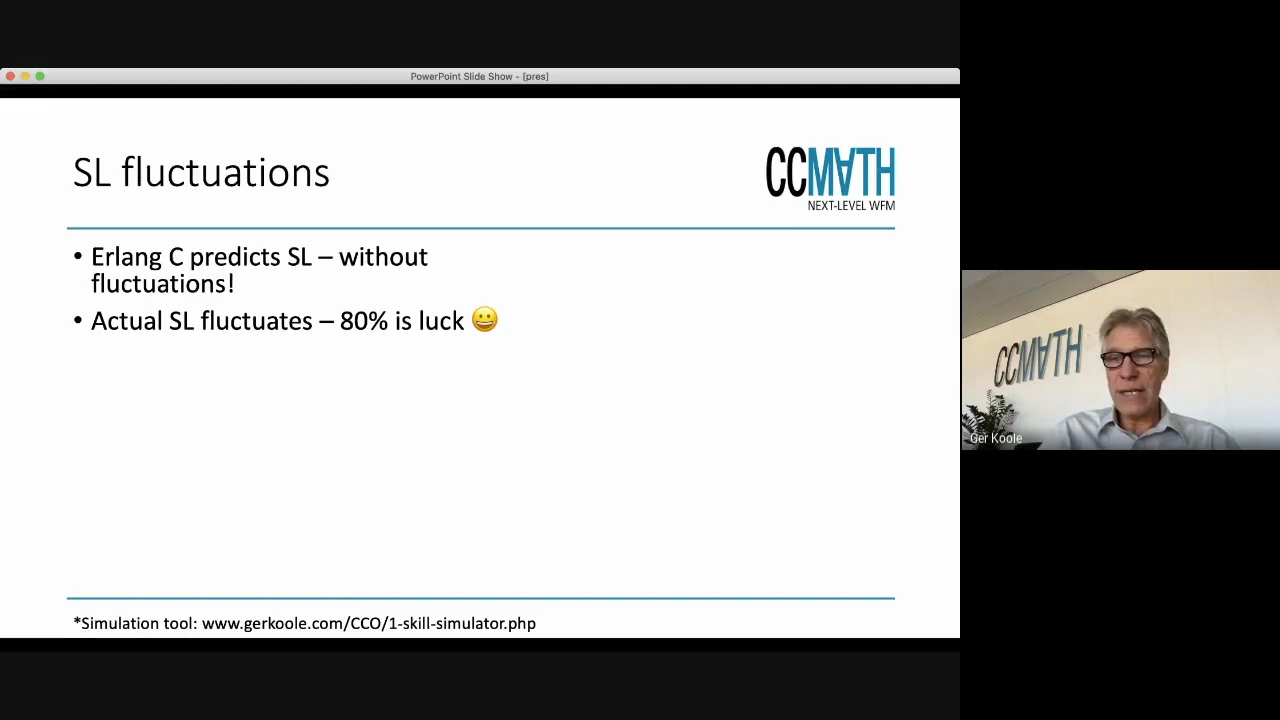 PowerPoint Slide Show - [pres]
SL fluctuations
CCMATH
NEXT-LEVEL WFM
• Erlang C predicts SL – without
fluctuations!
• Actual SL fluctuates – 80% is luck 😀
CCMATH
Ger Koole
*Simulation tool: www.gerkoole.com/CCO/1-skill-simulator.php